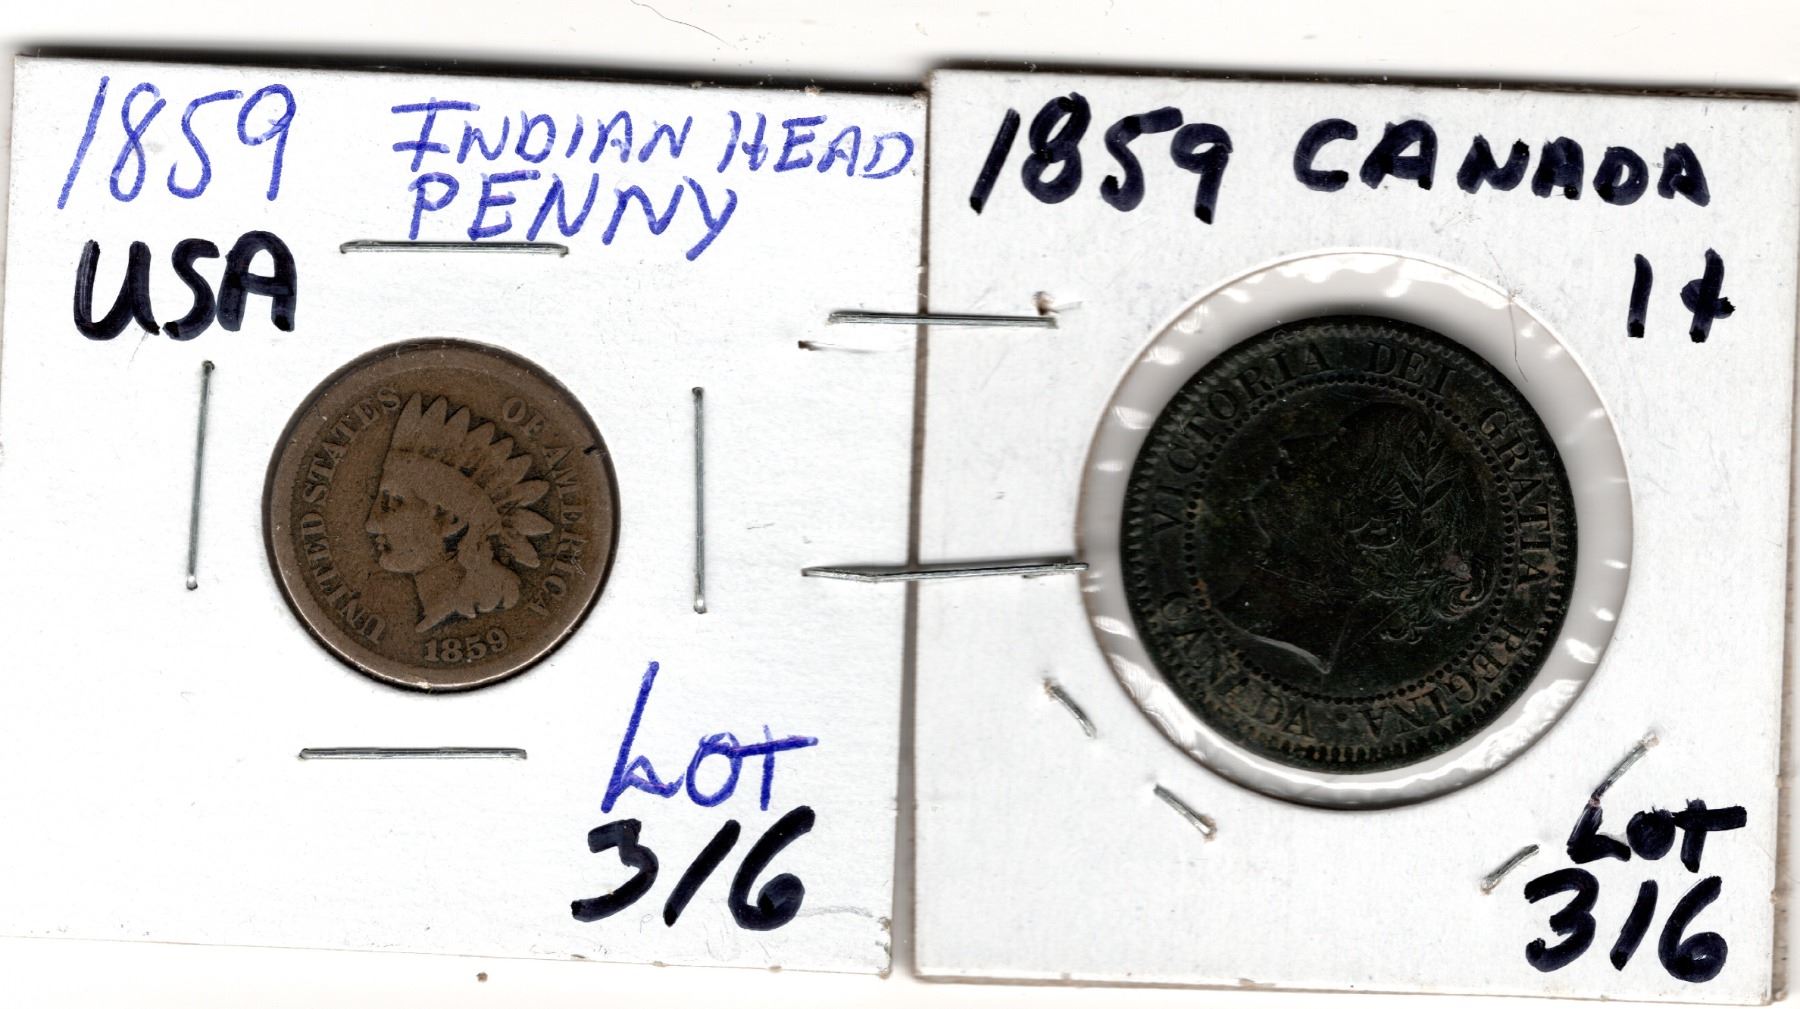 1859 INDIAN HEAD
PENNY
USA
UNITED STATES OF AMERICA
1859
LOT
316
1859 CANADA
1¢
VICTORIA DEI GRATIA REGINA.
CANADA
LOT
316